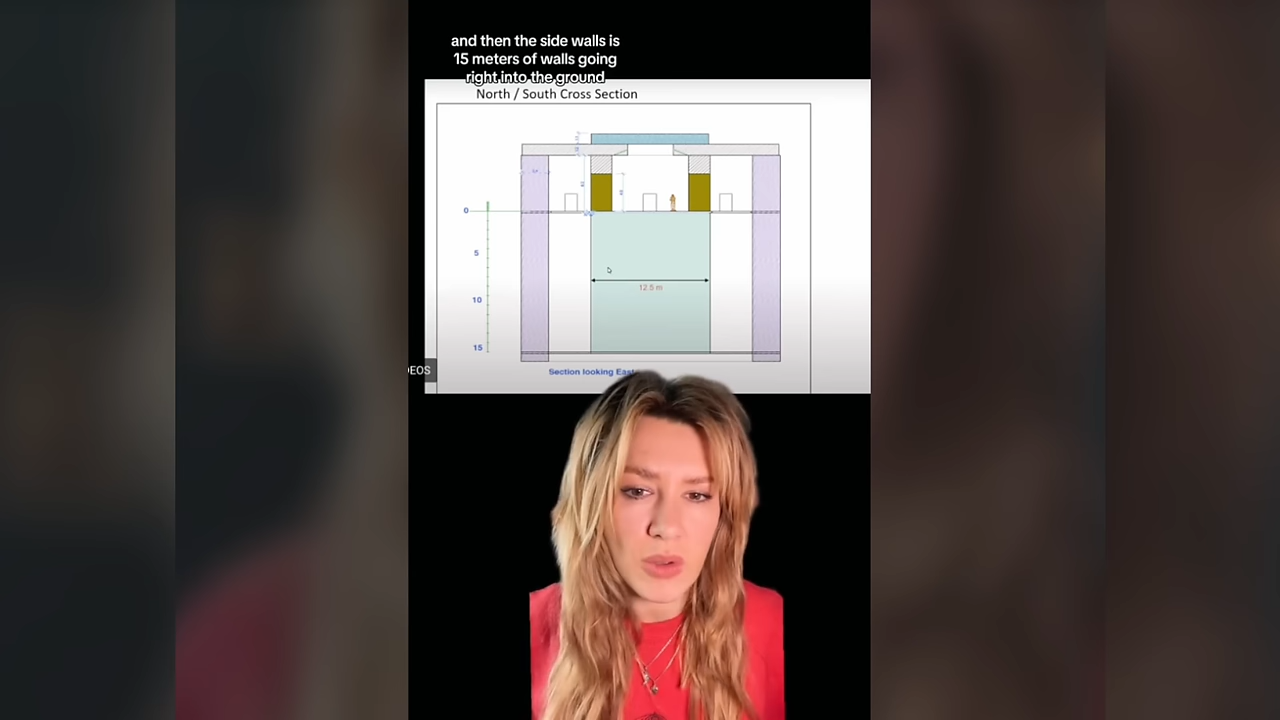 and then the side walls is
15 meters of walls going
right into the ground
North / South Cross Section
0
5
10
12.5 m
15
DEOS
Section looking East